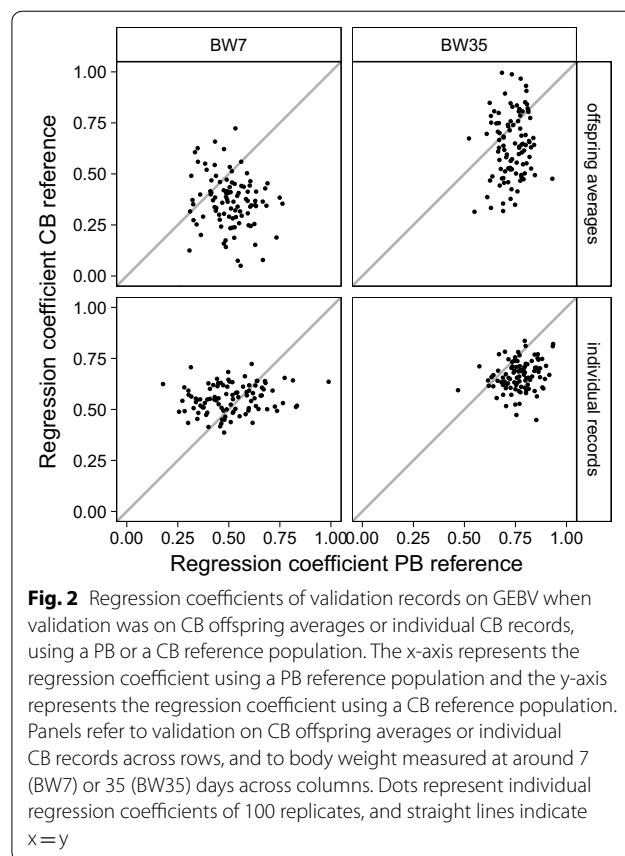 BW7 BW35
1.00
0.75
0.50
0.25
0.00
offspring averages
1.00
0.75
0.50
0.25
0.00
individual records
Regression coefficient CB reference
0.00 0.25 0.50 0.75 1.00 0.00 0.25 0.50 0.75 1.00
Regression coefficient PB reference
Fig. 2 Regression coefficients of validation records on GEBV when
validation was on CB offspring averages or individual CB records,
using a PB or a CB reference population. The x-axis represents the
regression coefficient using a PB reference population and the y-axis
represents the regression coefficient using a CB reference population.
Panels refer to validation on CB offspring averages or individual
CB records across rows, and to body weight measured at around 7
(BW7) or 35 (BW35) days across columns. Dots represent individual
regression coefficients of 100 replicates, and straight lines indicate
x = y